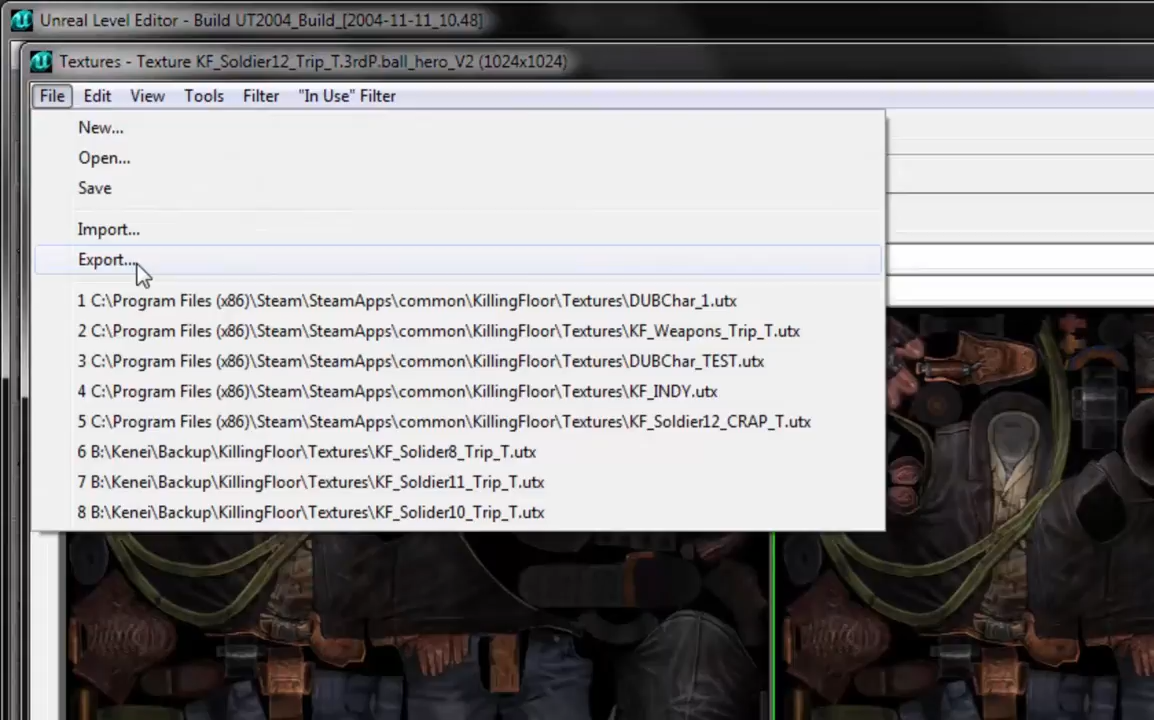 Unreal Level Editor - Build UT2004_Build_[2004-11-11_10.48]
Textures - Texture KF_Soldier12_Trip_T.3rdP.ball_hero_V2 (1024x1024)
File Edit View Tools Filter "In Use" Filter
New...
Open...
Save
Import...
Export...
1 C:\Program Files (x86)\Steam\SteamApps\common\KillingFloor\Textures\DUBChar_1.utx
2 C:\Program Files (x86)\Steam\SteamApps\common\KillingFloor\Textures\KF_Weapons_Trip_T.utx
3 C:\Program Files (x86)\Steam\SteamApps\common\KillingFloor\Textures\DUBChar_TEST.utx
4 C:\Program Files (x86)\Steam\SteamApps\common\KillingFloor\Textures\KF_INDY.utx
5 C:\Program Files (x86)\Steam\SteamApps\common\KillingFloor\Textures\KF_Soldier12_CRAP_T.utx
6 B:\Kenei\Backup\KillingFloor\Textures\KF_Solider8_Trip_T.utx
7 B:\Kenei\Backup\KillingFloor\Textures\KF_Soldier11_Trip_T.utx
8 B:\Kenei\Backup\KillingFloor\Textures\KF_Solider10_Trip_T.utx